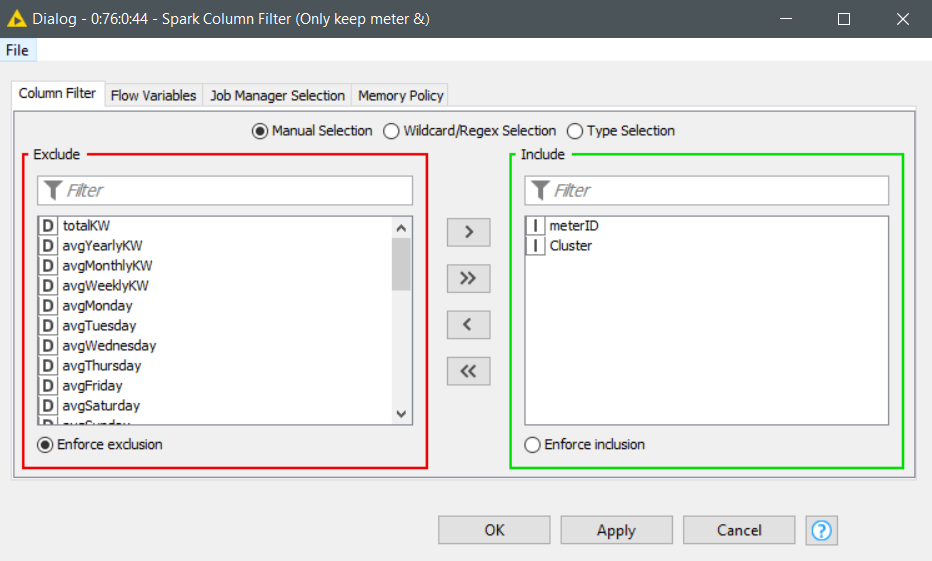 Dialog - 0:76:0:44 - Spark Column Filter (Only keep meter &)
File
Column Filter Flow Variables Job Manager Selection Memory Policy
Manual Selection Wildcard/Regex Selection Type Selection
Exclude
Filter
D totalKW
D avgYearlyKW
D avgMonthlyKW
D avgWeeklyKW
D avgMonday
D avgTuesday
D avgWednesday
D avgThursday
D avgFriday
D avgSaturday
D avgSunday
Enforce exclusion
> 
>>
<
<<
Include
Filter
I meterID
I Cluster
Enforce inclusion
OK Apply Cancel ?